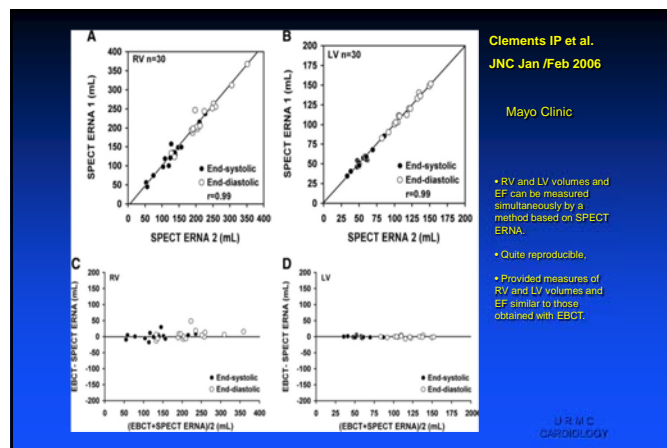 A
RV n=30
SPECT ERNA 1 (mL)
400
350
300
250
200
150
100
50
0
End-systolic
End-diastolic
r=0.99
0 50 100 150 200 250 300 350 400
SPECT ERNA 2 (mL)
B
LV n=30
SPECT ERNA 1 (mL)
200
175
150
125
100
75
50
25
0
End-systolic
End-diastolic
r=0.99
0 25 50 75 100 125 150 175 200
SPECT ERNA 2 (mL)
C
RV
EBCT- SPECT ERNA (mL)
200
150
100
50
0
-50
-100
-150
-200
End-systolic
End-diastolic
0 50 100 150 200 250 300 350 400
(EBCT+SPECT ERNA)/2 (mL)
D
LV
EBCT- SPECT ERNA (mL)
200
150
100
50
0
-50
-100
-150
-200
End-systolic
End-diastolic
0 25 50 75 100 125 150 175 200
(EBCT+SPECT ERNA)/2 (mL)
Clements IP et al.
JNC Jan /Feb 2006
Mayo Clinic
• RV and LV volumes and
EF can be measured
simultaneously by a
method based on SPECT
ERNA.
• Quite reproducible,
• Provided measures of
RV and LV volumes and
EF similar to those
obtained with EBCT.
U R M C
CARDIOLOGY